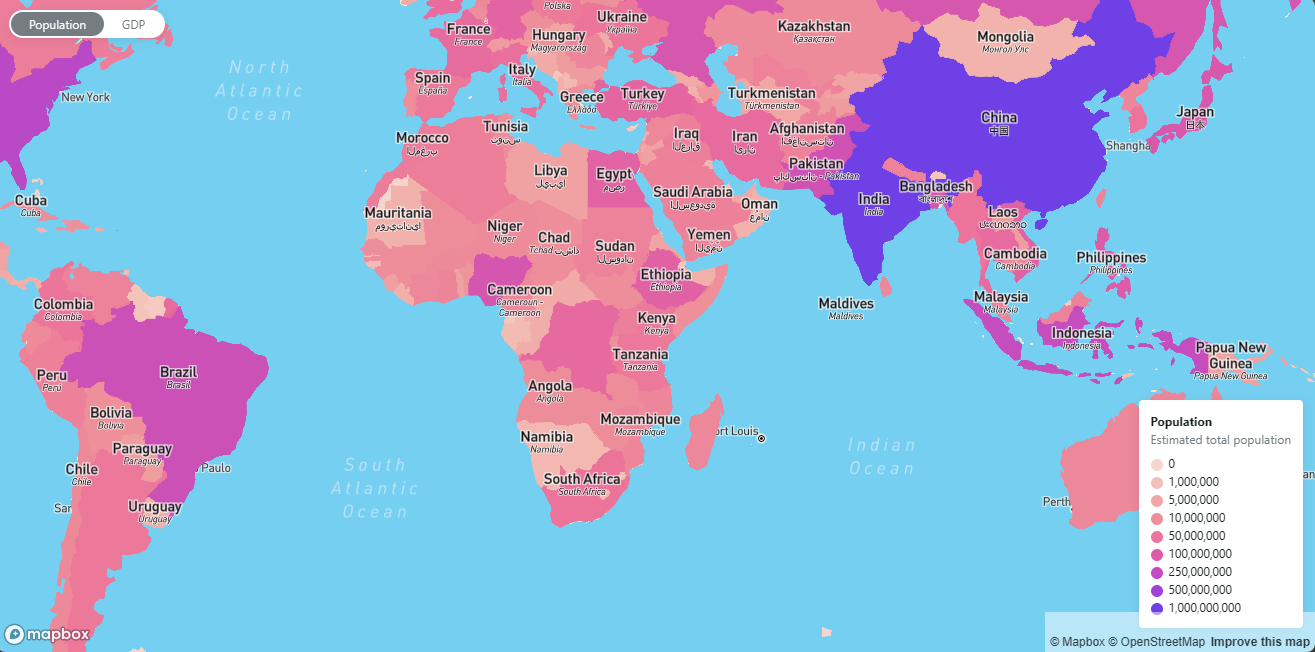 Population
GDP
Polska
Ukraine
Україна
Kazakhstan
Қазақстан
France
France
Hungary
Magyarország
Mongolia
Монгол Улс
North
Atlantic
Ocean
New York
Spain
España
Italy
Italia
Greece
Ελλάδα
Turkey
Türkiye
Turkmenistan
Türkmenistan
China
中国
Japan
日本
Shangha
Morocco
المغرب
Tunisia
تونس
Iraq
العراق
Iran
ایران
Afghanistan
افغانستان
Pakistan
پاکستان - Pakistan
Libya
ليبيا
Egypt
مصر
Saudi Arabia
السعودية
Oman
عمان
India
India
Bangladesh
বাংলাদেশ
Laos
ປະເທດລາວ
Cuba
Cuba
Mauritania
موريتانيا
Niger
Niger
Chad
Tchad تشاد
Sudan
السودان
Yemen
اليمن
Ethiopia
Ethiopia
Cambodia
Cambodia
Philippines
Philippines
Colombia
Colombia
Cameroon
Cameroun -
Cameroon
Maldives
Maldives
Malaysia
Malaysia
Kenya
Kenya
Indonesia
Indonesia
Papua New
Guinea
Papua New Guinea
Peru
Perú
Brazil
Brasil
Tanzania
Tanzania
Angola
Angola
Bolivia
Bolivia
Mozambique
Mozambique
ort Louis
Namibia
Namibia
Paraguay
Paraguay
Chile
Chile
Paulo
South
Atlantic
Ocean
Indian
Ocean
South Africa
South Africa
Uruguay
Uruguay
Sar
Perth
an
Population
Estimated total population
0
1,000,000
5,000,000
10,000,000
50,000,000
100,000,000
250,000,000
500,000,000
1,000,000,000
mapbox
© Mapbox © OpenStreetMap Improve this map